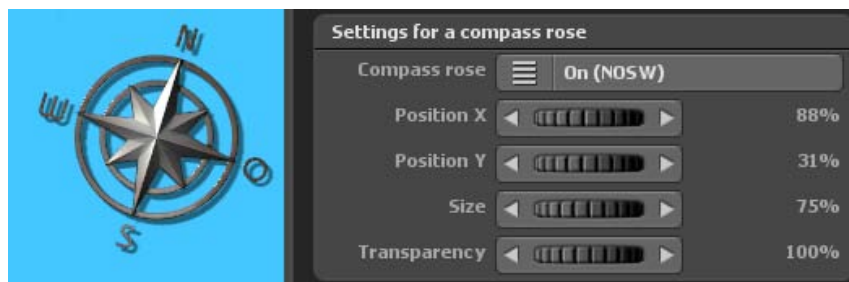 N
W
O
S
Settings for a compass rose
Compass rose On (NOSW)
Position X 88%
Position Y 31%
Size 75%
Transparency 100%